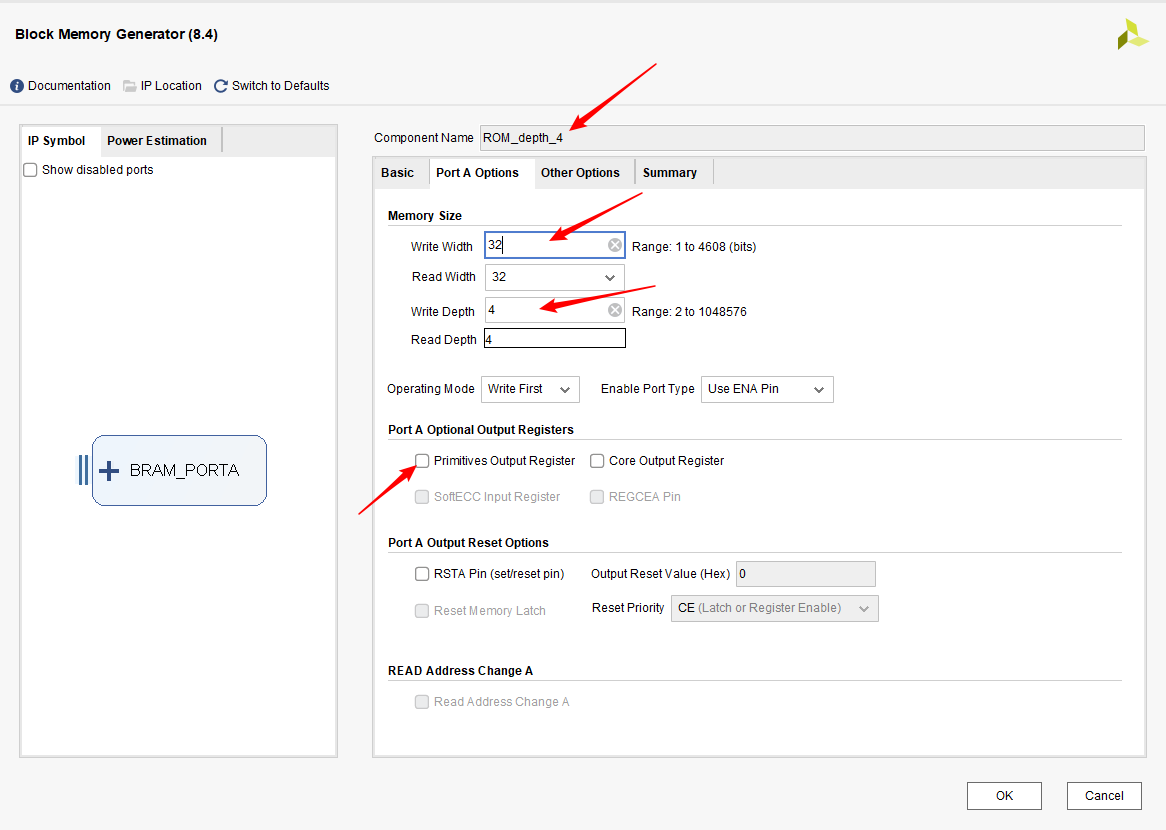 Block Memory Generator (8.4)
Documentation IP Location Switch to Defaults
IP Symbol Power Estimation
Show disabled ports
BRAM_PORTA
Component Name ROM_depth_4
Basic Port A Options Other Options Summary
Memory Size
Write Width 32 Range: 1 to 4608 (bits)
Read Width 32
Write Depth 4 Range: 2 to 1048576
Read Depth 4
Operating Mode Write First Enable Port Type Use ENA Pin
Port A Optional Output Registers
Primitives Output Register Core Output Register
SoftECC Input Register REGCEA Pin
Port A Output Reset Options
RSTA Pin (set/reset pin) Output Reset Value (Hex) 0
Reset Memory Latch Reset Priority CE (Latch or Register Enable)
READ Address Change A
Read Address Change A
OK Cancel